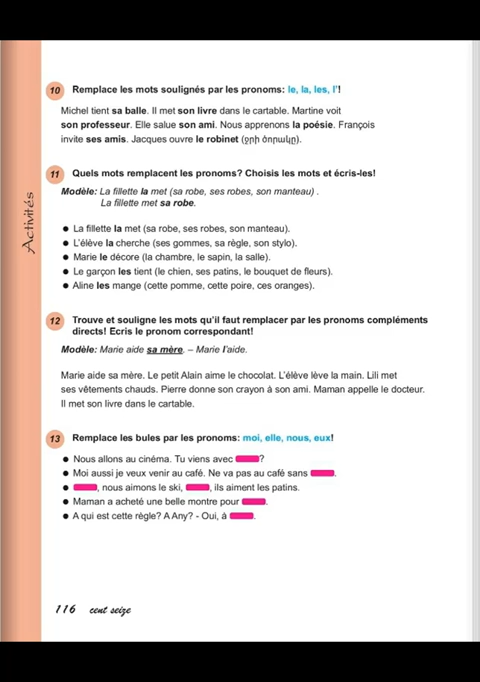 Activités
10 Remplace les mots soulignés par les pronoms: le, la, les, l'!
Michel tient sa balle. Il met son livre dans le cartable. Martine voit
son professeur. Elle salue son ami. Nous apprenons la poésie. François
invite ses amis. Jacques ouvre le robinet (ջրի ծորակը).
11 Quels mots remplacent les pronoms? Choisis les mots et écris-les!
Modèle: La fillette la met (sa robe, ses robes, son manteau) .
La fillette met sa robe.
● La fillette la met (sa robe, ses robes, son manteau).
● L'élève la cherche (ses gommes, sa règle, son stylo).
● Marie le décore (la chambre, le sapin, la salle).
● Le garçon les tient (le chien, ses patins, le bouquet de fleurs).
● Aline les mange (cette pomme, cette poire, ces oranges).
12 Trouve et souligne les mots qu'il faut remplacer par les pronoms compléments
directs! Ecris le pronom correspondant!
Modèle: Marie aide sa mère. – Marie l'aide.
Marie aide sa mère. Le petit Alain aime le chocolat. L'élève lève la main. Lili met
ses vêtements chauds. Pierre donne son crayon à son ami. Maman appelle le docteur.
Il met son livre dans le cartable.
13 Remplace les bules par les pronoms: moi, elle, nous, eux!
● Nous allons au cinéma. Tu viens avec ?
● Moi aussi je veux venir au café. Ne va pas au café sans .
● , nous aimons le ski, , ils aiment les patins.
● Maman a acheté une belle montre pour .
● A qui est cette règle? A Any? - Oui, à .
116 cent seize